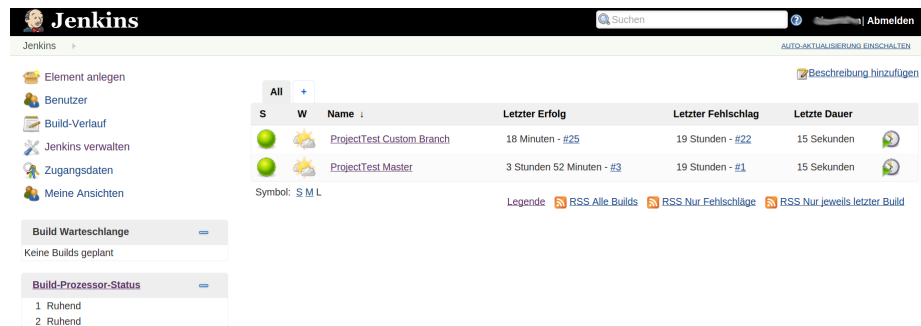 Jenkins
Suchen
| Abmelden
Jenkins
AUTO-AKTUALISIERUNG EINSCHALTEN
Element anlegen
Benutzer
Build-Verlauf
Jenkins verwalten
Zugangsdaten
Meine Ansichten
Build Warteschlange
Keine Builds geplant
Build-Prozessor-Status
1 Ruhend
2 Ruhend
Beschreibung hinzufügen
All +
S W Name ↓ Letzter Erfolg Letzter Fehlschlag Letzte Dauer
ProjectTest Custom Branch 18 Minuten - #25 19 Stunden - #22 15 Sekunden
ProjectTest Master 3 Stunden 52 Minuten - #3 19 Stunden - #1 15 Sekunden
Symbol: S M L
Legende RSS Alle Builds RSS Nur Fehlschläge RSS Nur jeweils letzter Build